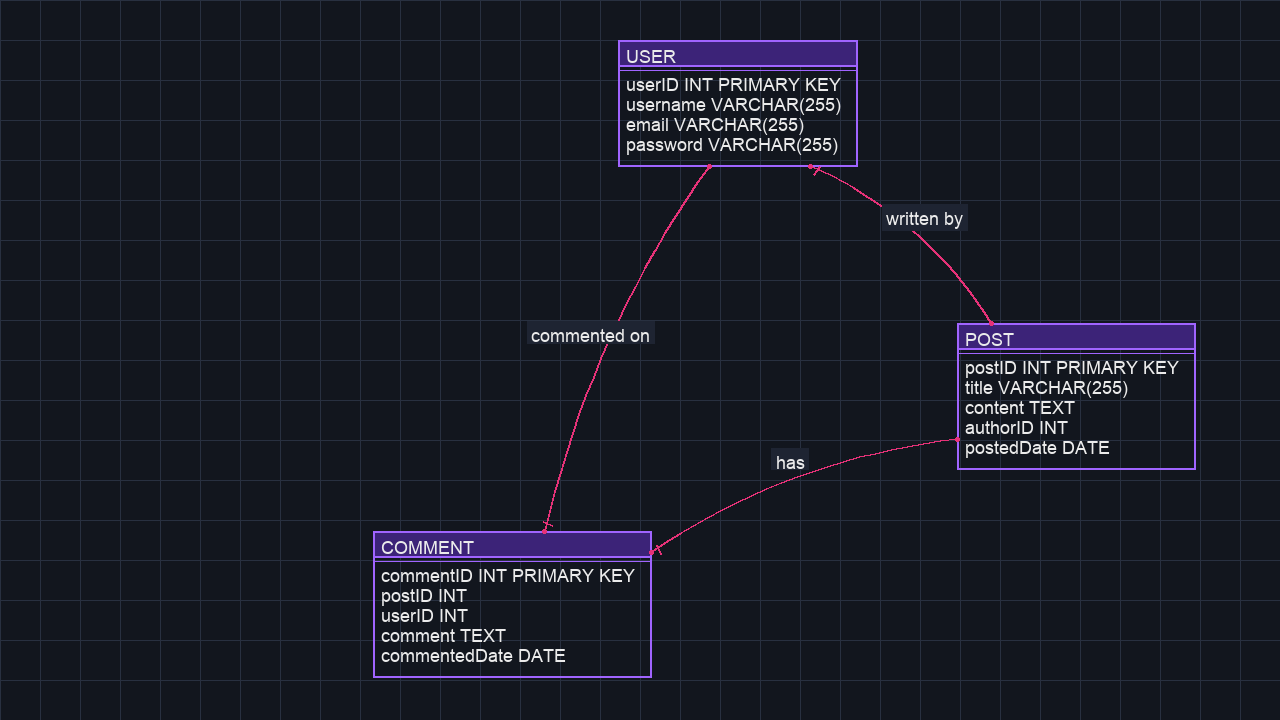 USER
userID INT PRIMARY KEY
username VARCHAR(255)
email VARCHAR(255)
password VARCHAR(255)
written by
commented on
POST
postID INT PRIMARY KEY
title VARCHAR(255)
content TEXT
authorID INT
postedDate DATE
has
COMMENT
commentID INT PRIMARY KEY
postID INT
userID INT
comment TEXT
commentedDate DATE